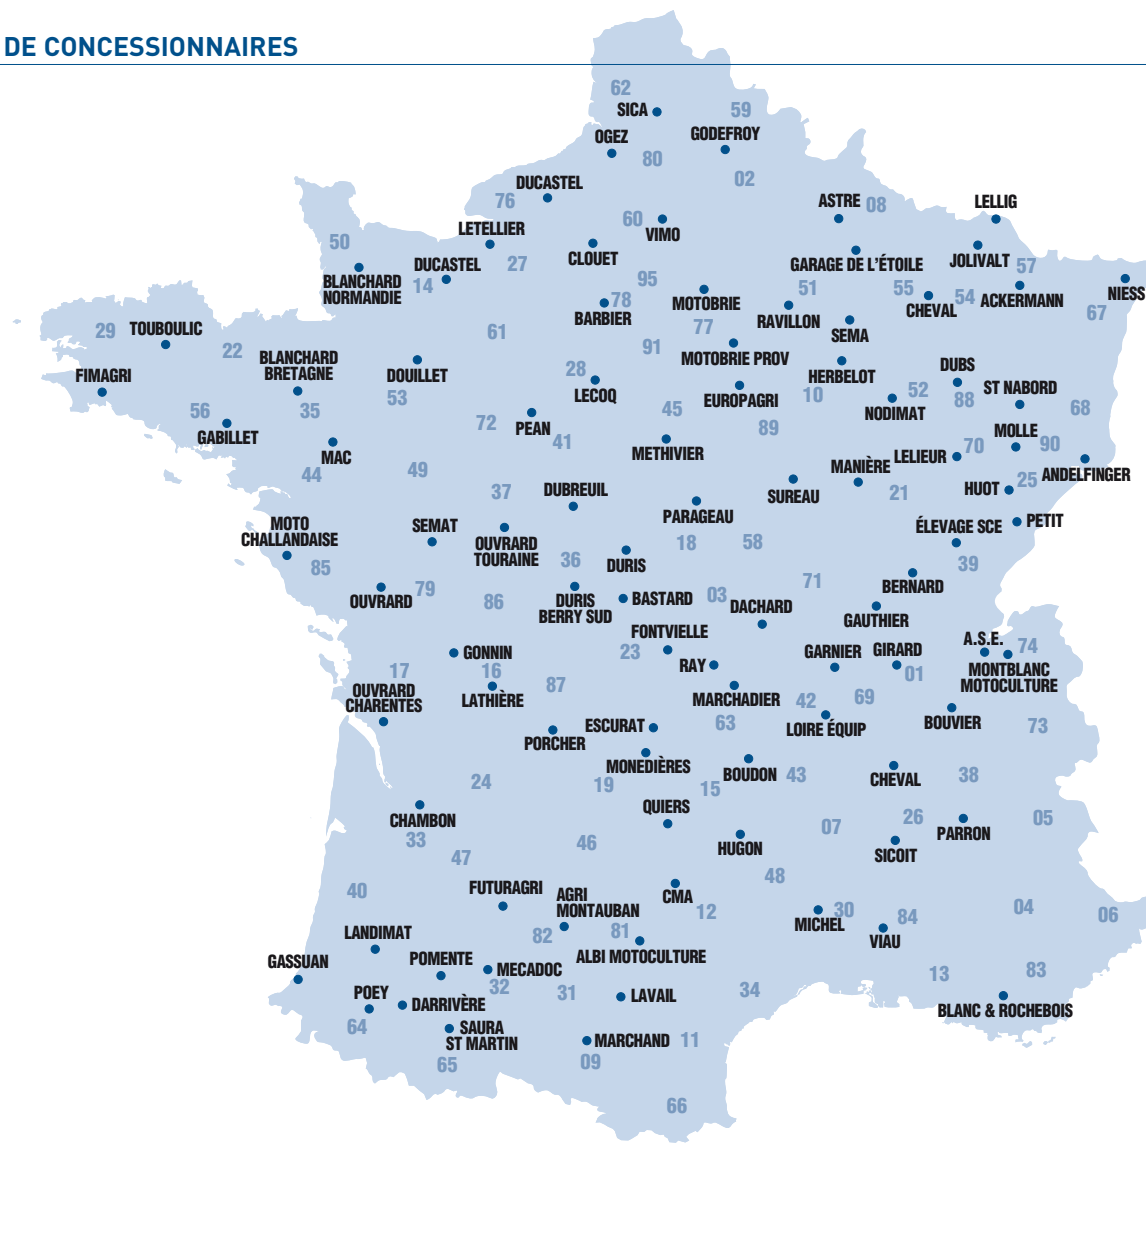 DE CONCESSIONNAIRES
62
SICA
59
OGEZ
GODEFROY
80
02
DUCASTEL
76
ASTRE
08
LELLIG
60
VIMO
LETELLIER
50
CLOUET
GARAGE DE L'ÉTOILE
JOLIVALT
57
DUCASTEL
27
BLANCHARD
NORMANDIE
14
95
51
55
54
ACKERMANN
NIESS
78
BARBIER
MOTOBRIE
RAVILLON
CHEVAL
67
29
TOUBOULIC
61
77
SEMA
22
BLANCHARD
BRETAGNE
91
MOTOBRIE PROV
DOUILLET
28
HERBELOT
DUBS
FIMAGRI
LECOQ
EUROPAGRI
10
52
88
ST NABORD
53
56
35
45
NODIMAT
68
GABILLET
72
PEAN
41
89
MOLLE
MAC
METHIVIER
LELIEUR
70
90
44
49
MANIÈRE
ANDELFINGER
37
DUBREUIL
SUREAU
21
HUOT
25
MOTO
CHALLANDAISE
SEMAT
PARAGEAU
ÉLEVAGE SCE
PETIT
OUVRARD
TOURAINE
18
58
85
36
DURIS
39
OUVRARD
79
86
DURIS
BERRY SUD
BASTARD
03
71
BERNARD
DACHARD
GAUTHIER
FONTVIELLE
GONNIN
23
RAY
GARNIER
GIRARD
A.S.E.
74
17
16
01
MONTBLANC
MOTOCULTURE
OUVRARD
CHARENTES
LATHIÈRE
87
MARCHADIER
42
69
ESCURAT
63
LOIRE ÉQUIP
BOUVIER
73
PORCHER
MONEDIÈRES
BOUDON
43
CHEVAL
38
24
19
15
CHAMBON
QUIERS
26
05
33
07
PARRON
47
46
HUGON
SICOIT
48
40
FUTURAGRI
AGRI
MONTAUBAN
CMA
12
30
84
04
06
LANDIMAT
82
81
MICHEL
VIAU
GASSUAN
POMENTE
MECADOC
ALBI MOTOCULTURE
13
83
POEY
DARRIVÈRE
32
31
LAVAIL
34
BLANC & ROCHEBOIS
64
SAURA
ST MARTIN
MARCHAND
11
65
09
66